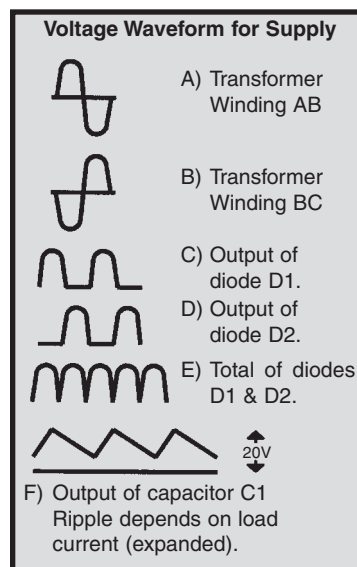 Voltage Waveform for Supply
A) Transformer
Winding AB
B) Transformer
Winding BC
C) Output of
diode D1.
D) Output of
diode D2.
E) Total of diodes
D1 & D2.
20V
F) Output of capacitor C1
Ripple depends on load
current (expanded).